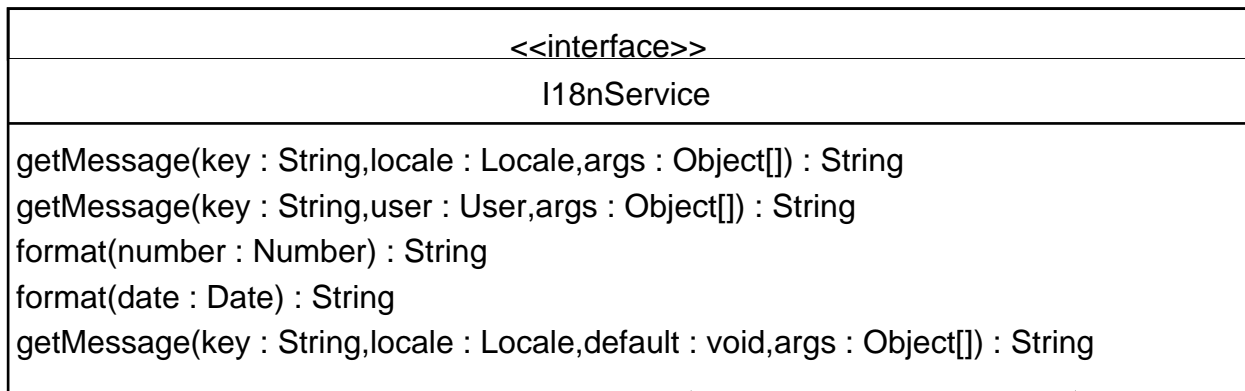 <<interface>>
I18nService
getMessage(key : String,locale : Locale,args : Object[]) : String
getMessage(key : String,user : User,args : Object[]) : String
format(number : Number) : String
format(date : Date) : String
getMessage(key : String,locale : Locale,default : void,args : Object[]) : String